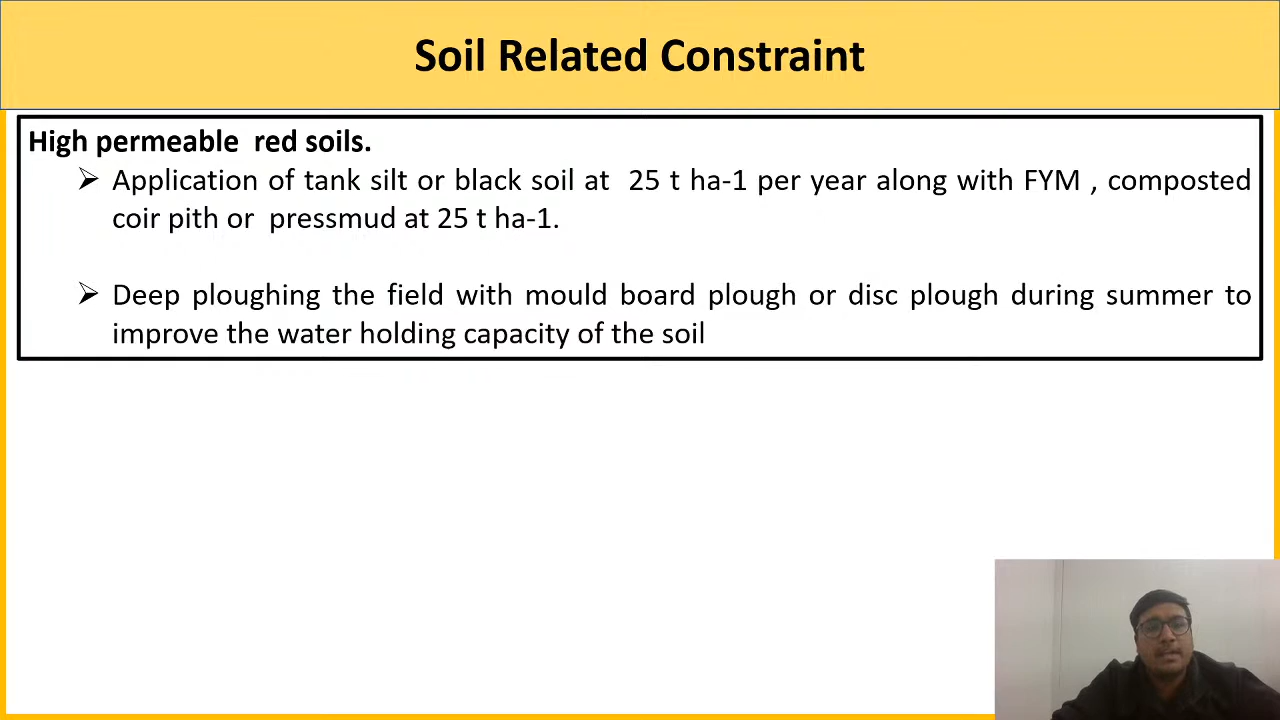 Soil Related Constraint
High permeable  red soils.
➢ Application of tank silt or black soil at  25 t ha-1 per year along with FYM , composted
coir pith or  pressmud at 25 t ha-1.
➢ Deep ploughing the field with mould board plough or disc plough during summer to
improve the water holding capacity of the soil